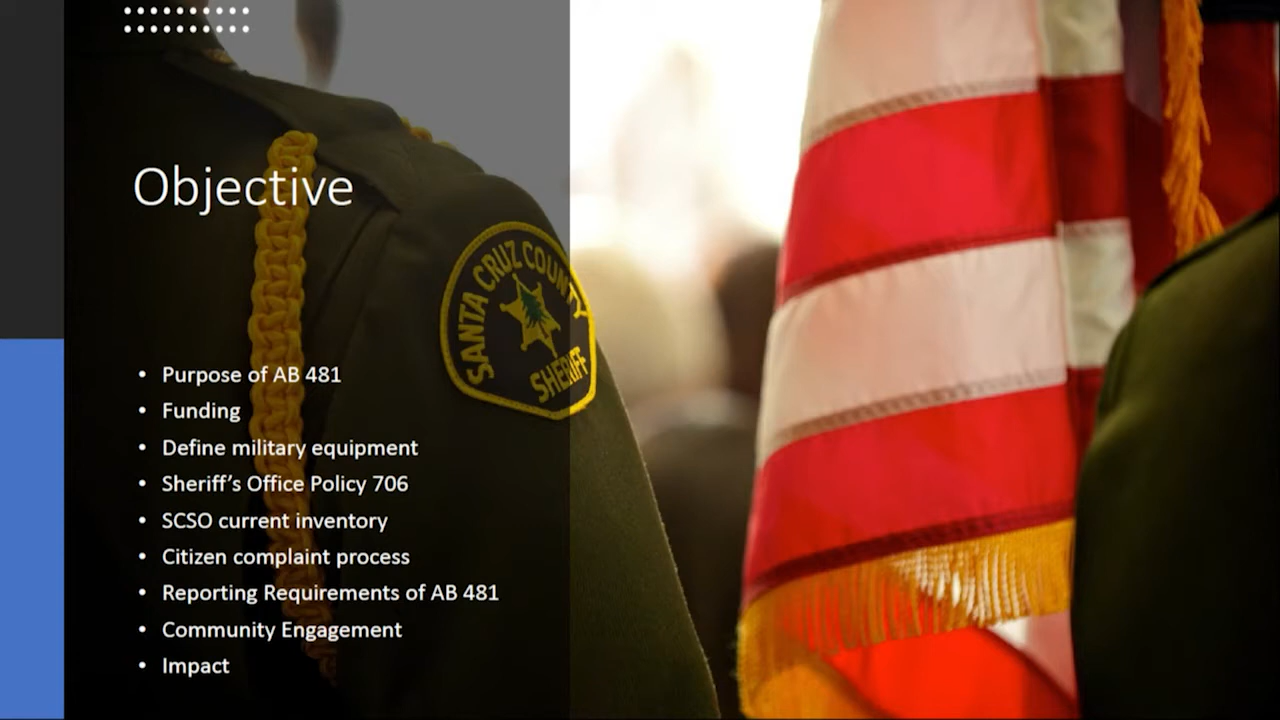 Objective
SANTA CRUZ COUNTY
SHERIFF
• Purpose of AB 481
• Funding
• Define military equipment
• Sheriff’s Office Policy 706
• SCSO current inventory
• Citizen complaint process
• Reporting Requirements of AB 481
• Community Engagement
• Impact